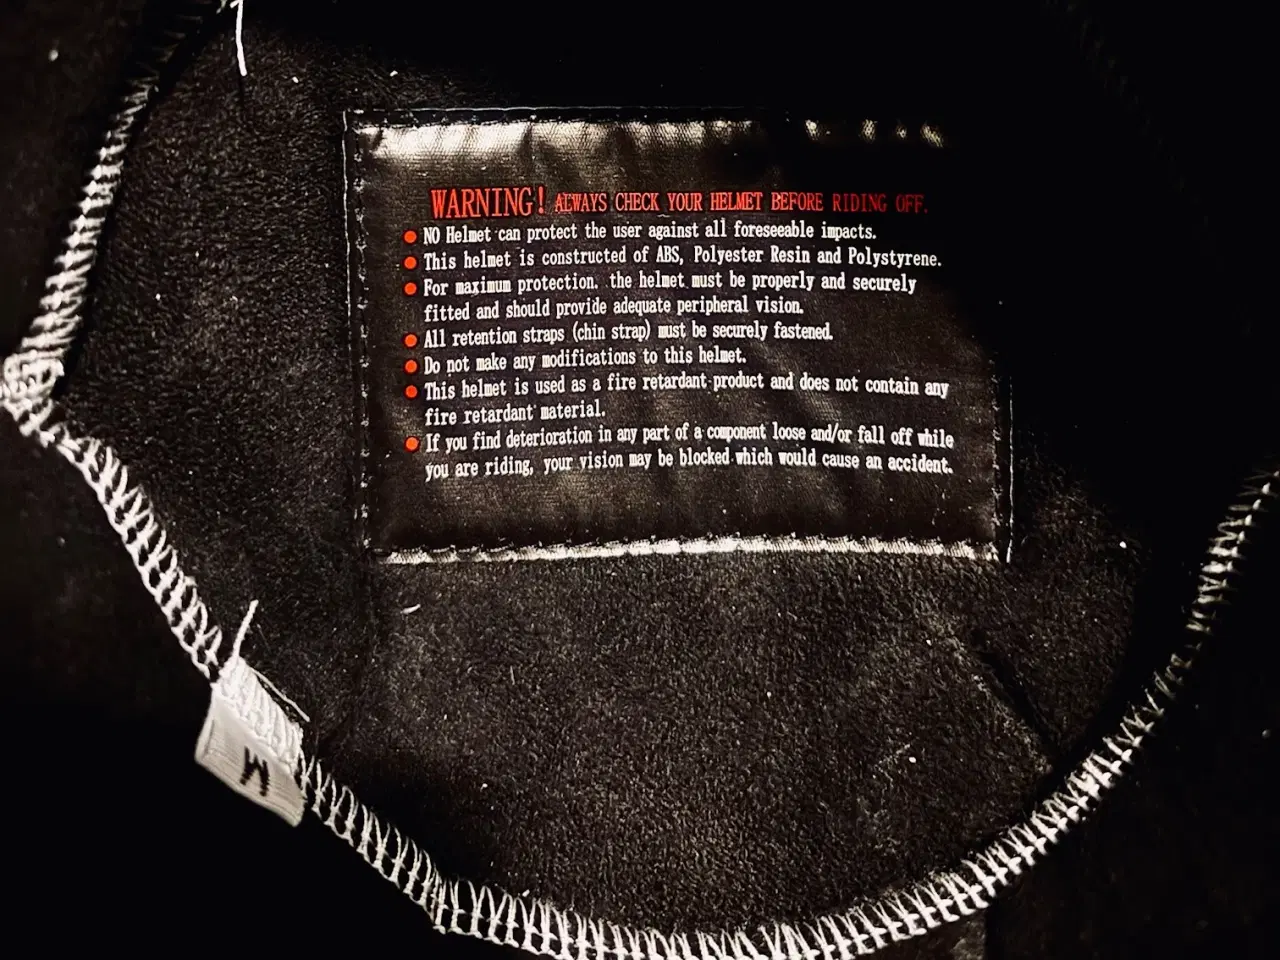 WARNING! ALWAYS CHECK YOUR HELMET BEFORE RIDING OFF.
● NO Helmet can protect the user against all foreseeable impacts.
● This helmet is constructed of ABS, Polyester Resin and Polystyrene.
● For maximum protection. the helmet must be properly and securely
fitted and should provide adequate peripheral vision.
● All retention straps (chin strap) must be securely fastened.
● Do not make any modifications to this helmet.
● This helmet is used as a fire retardant product and does not contain any
fire retardant material.
● If you find deterioration in any part of a component loose and/or fall off while
you are riding, your vision may be blocked which would cause an accident.
M